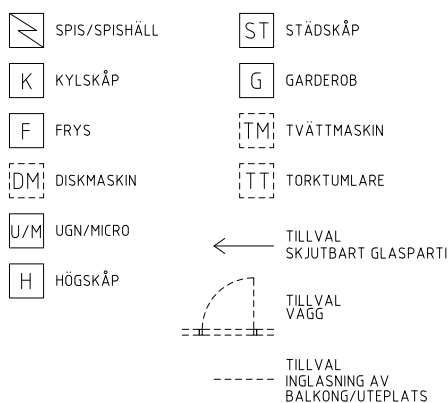 SPIS/SPISHÄLL
K KYLSKÅP
F FRYS
DM DISKMASKIN
U/M UGN/MICRO
H HÖGSKÅP
ST STÄDSKÅP
G GARDEROB
TM TVÄTTMASKIN
TT TORKTUMLARE
TILLVAL
SKJUTBART GLASPARTI
TILLVAL
VÄGG
TILLVAL
INGLASNING AV
BALKONG/UTEPLATS